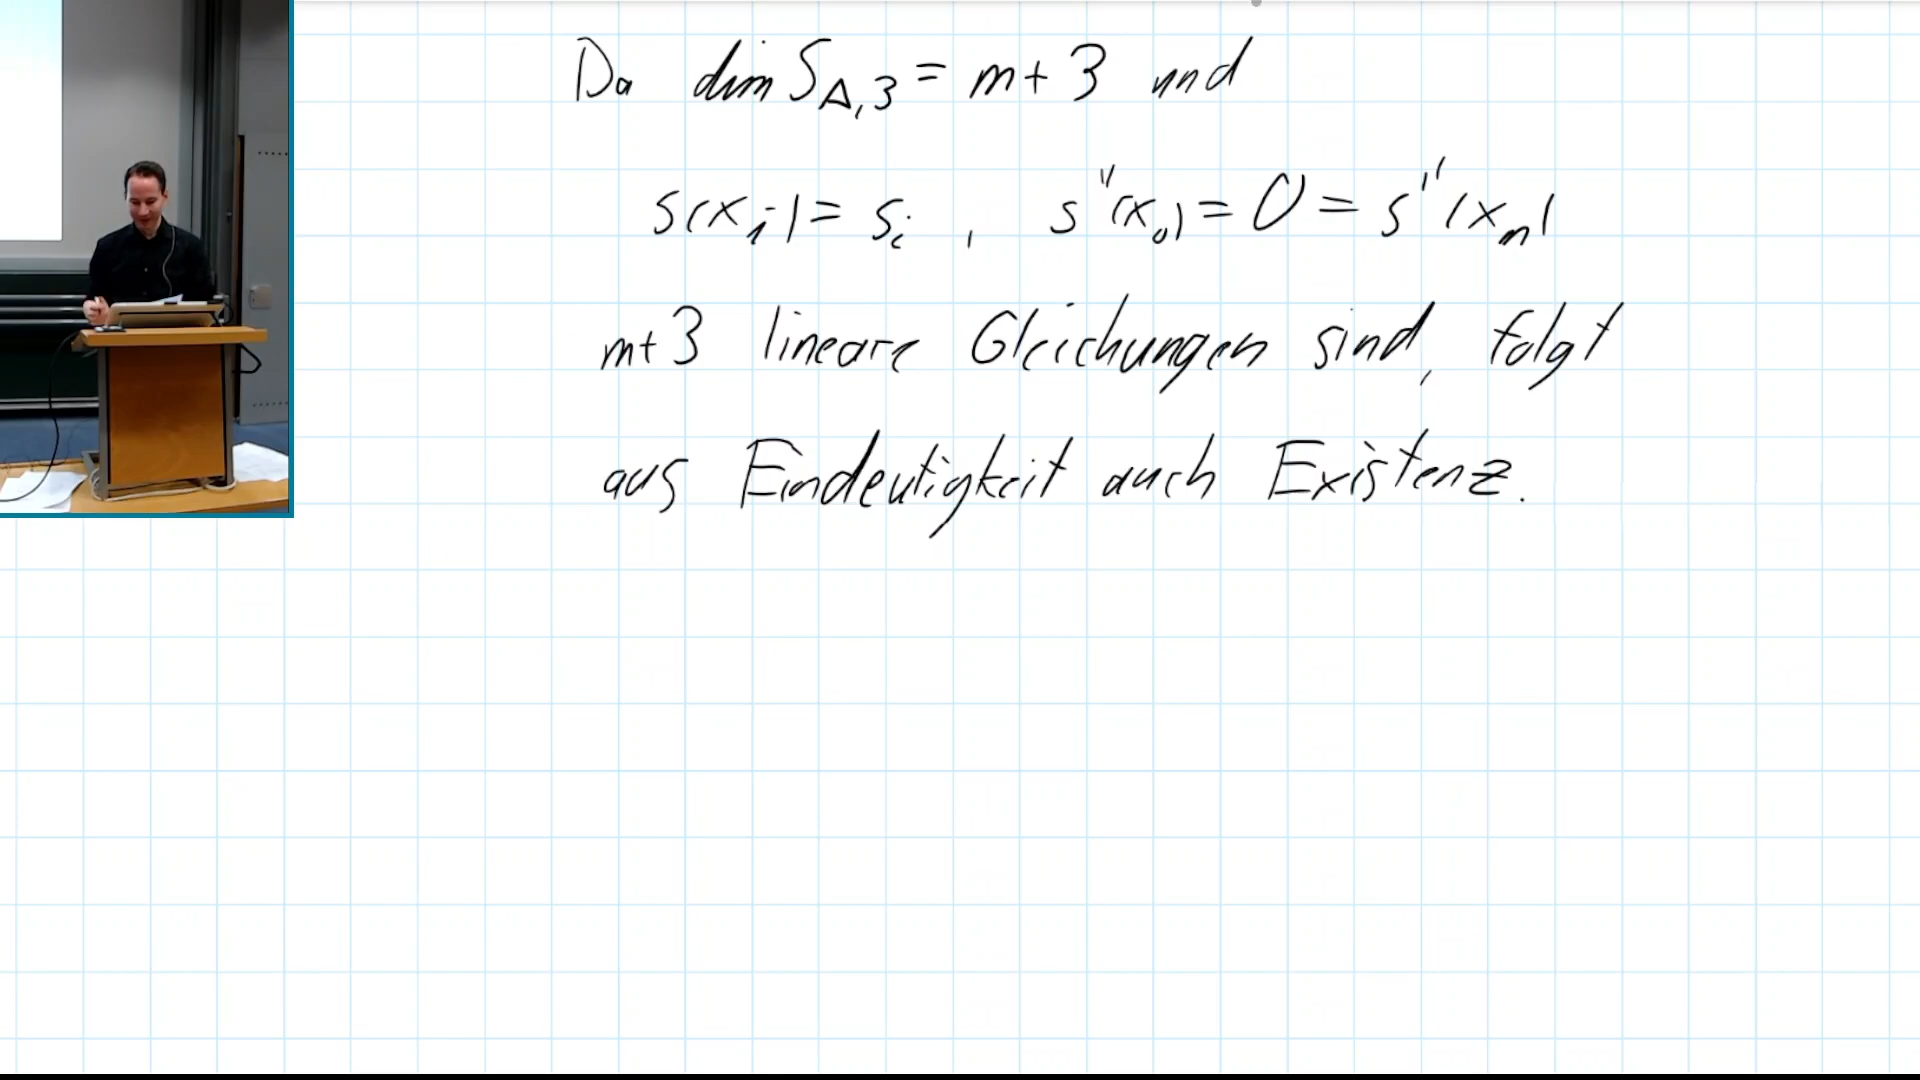 Da dim S_{Δ,3} = m+3 und
s(x_i) = s_i , s''(x_0) = 0 = s''(x_m)
m+3 lineare Gleichungen sind, folgt
aus Eindeutigkeit auch Existenz.